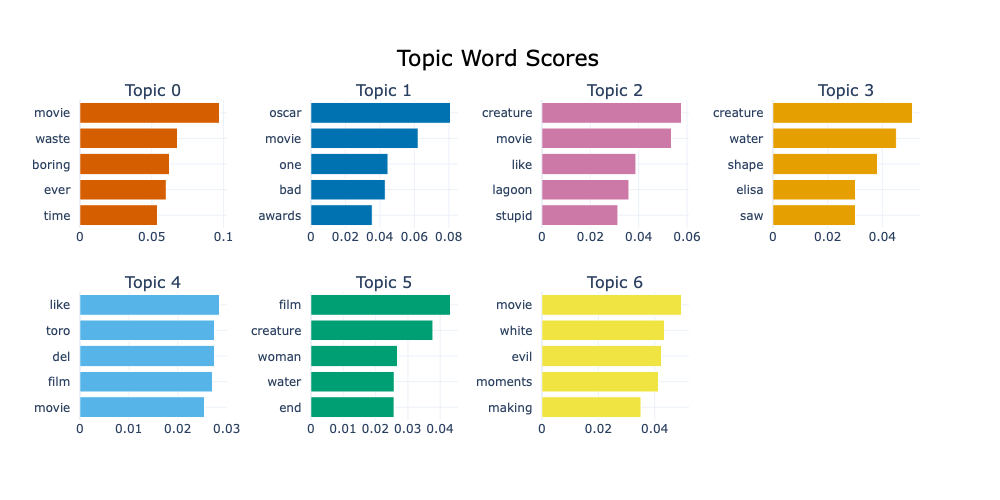 Topic Word Scores
Topic 0
movie
waste
boring
ever
time
0 0.05 0.1
Topic 1
oscar
movie
one
bad
awards
0 0.02 0.04 0.06 0.08
Topic 2
creature
movie
like
lagoon
stupid
0 0.02 0.04 0.06
Topic 3
creature
water
shape
elisa
saw
0 0.02 0.04
Topic 4
like
toro
del
film
movie
0 0.01 0.02 0.03
Topic 5
film
creature
woman
water
end
0 0.01 0.02 0.03 0.04
Topic 6
movie
white
evil
moments
making
0 0.02 0.04